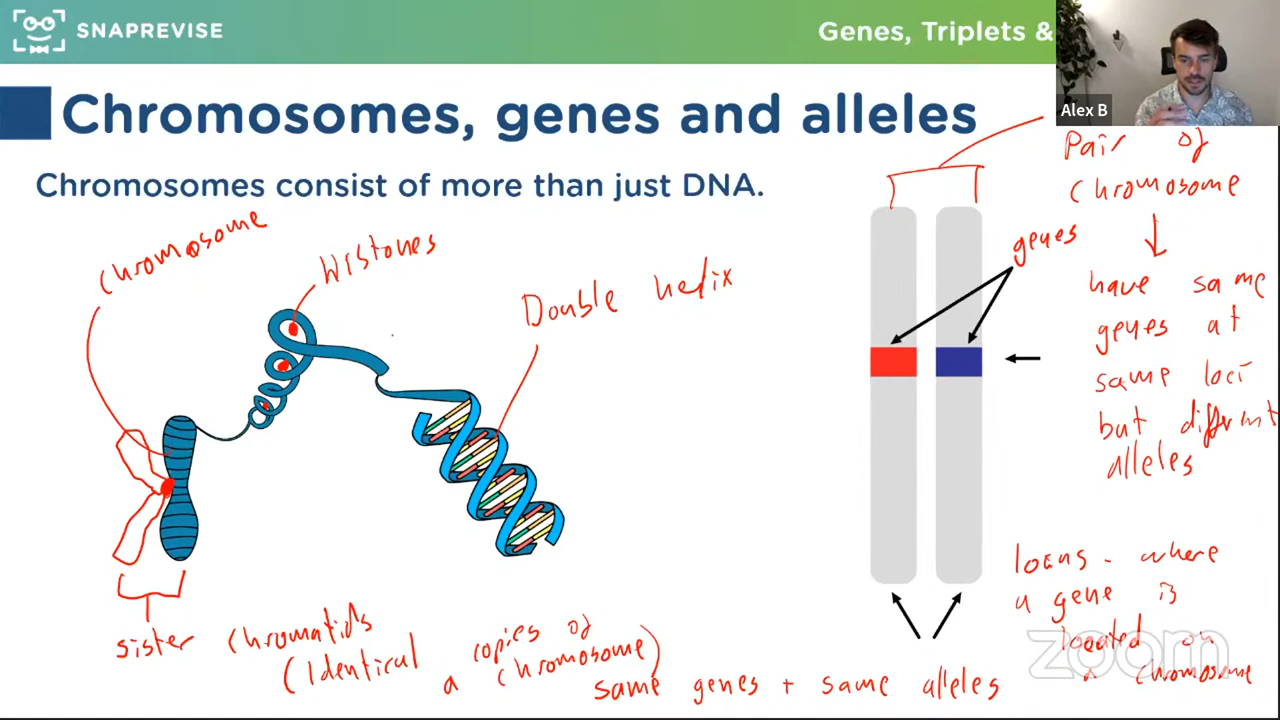 SNAPREVISE
Genes, Triplets &
Alex B
Chromosomes, genes and alleles
Chromosomes consist of more than just DNA.
Pair of
chromosome
have same
genes at
same loci
but different
alleles
chromosome
Histones
Double helix
genes
locus - where
a gene is
located on
a chromosome
zoom
sister chromatids
(Identical copies of
a chromosome)
same genes + same alleles